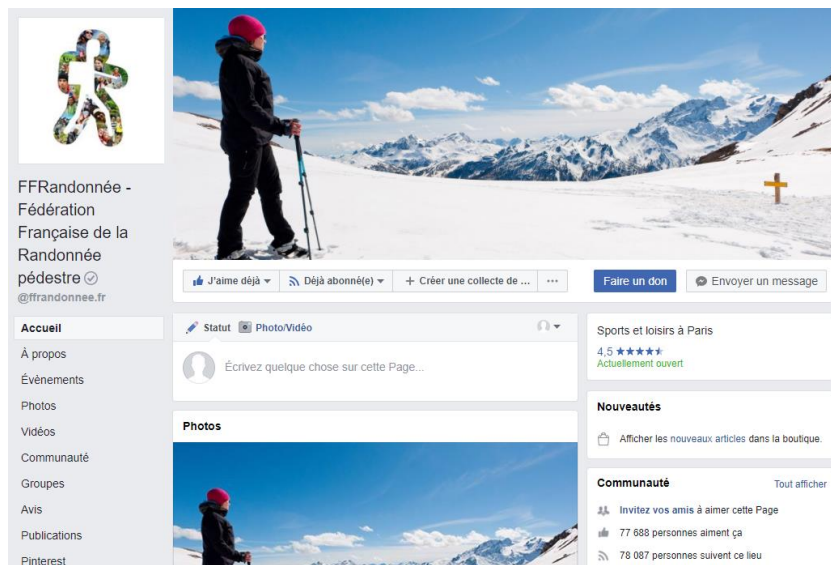 FFRandonnée -
Fédération
Française de la
Randonnée
pédestre
@ffrandonnee.fr
Accueil
À propos
Évènements
Photos
Vidéos
Communauté
Groupes
Avis
Publications
Pinterest
J'aime déjà
Déjà abonné(e)
+ Créer une collecte de ...
...
Faire un don
Envoyer un message
Statut
Photo/Vidéo
Écrivez quelque chose sur cette Page...
Photos
Sports et loisirs à Paris
4,5 ★★★★★
Actuellement ouvert
Nouveautés
Afficher les nouveaux articles dans la boutique.
Communauté
Tout afficher
Invitez vos amis à aimer cette Page
77 688 personnes aiment ça
78 087 personnes suivent ce lieu